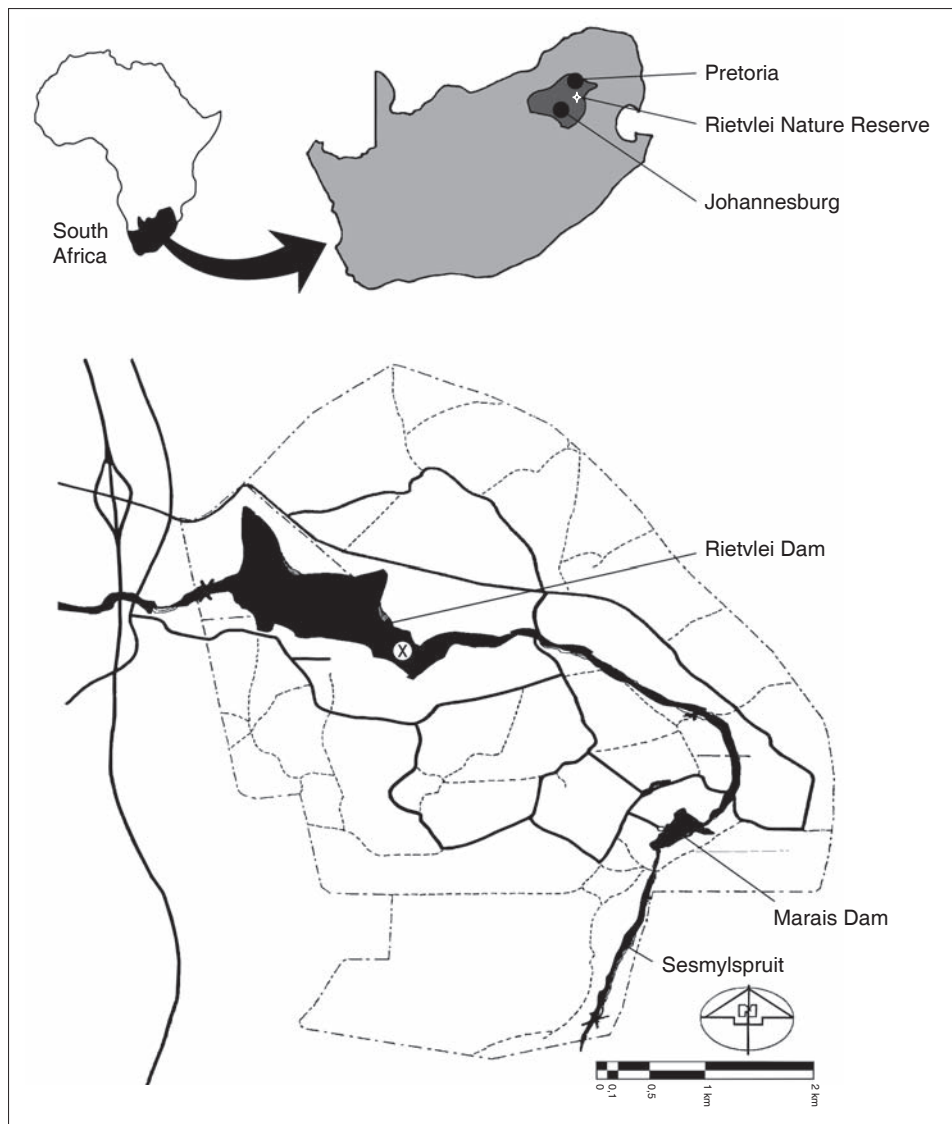 Pretoria
Rietvlei Nature Reserve
Johannesburg
South
Africa
Rietvlei Dam
X
Marais Dam
Sesmylspruit
N
0
0,1
0,5
1 km
2 km